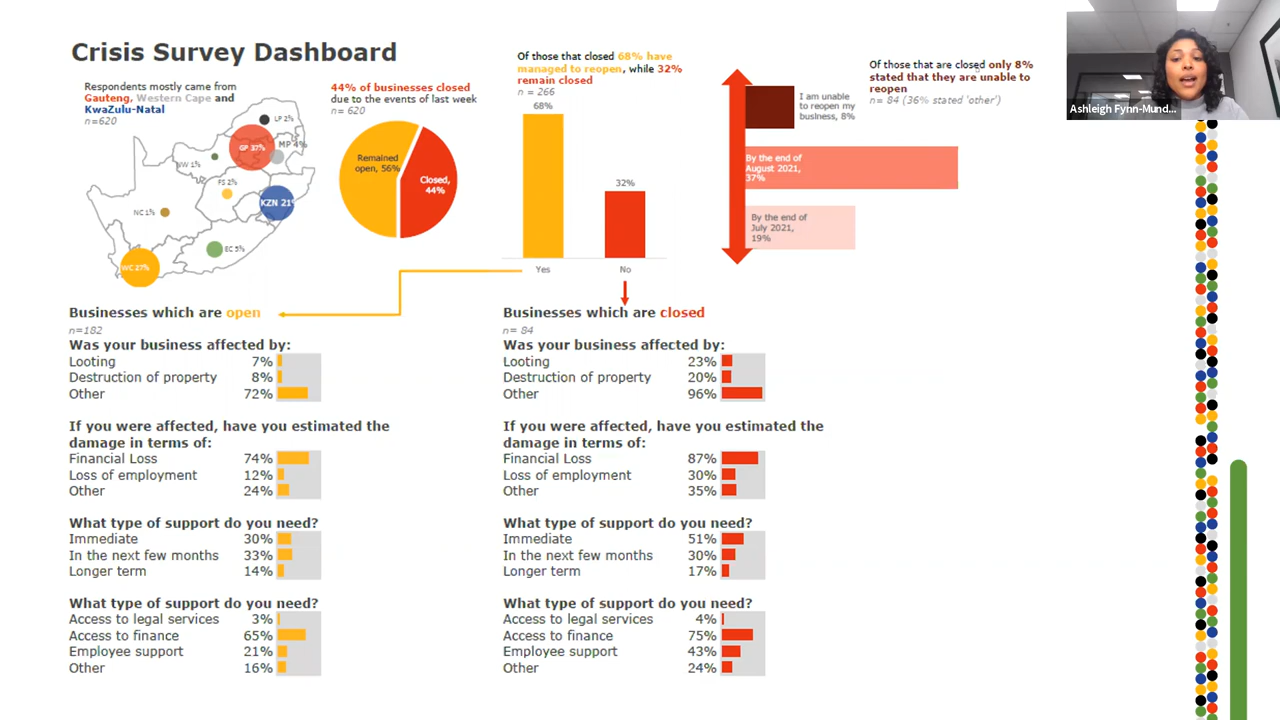 Crisis Survey Dashboard
Respondents mostly came from
Gauteng, Western Cape and
KwaZulu-Natal
n=620
LP 2%
GP 37%
MP 4%
NW 1%
FS 2%
KZN 21%
NC 1%
EC 5%
WC 27%
44% of businesses closed
due to the events of last week
n= 620
Remained
open, 56%
Closed,
44%
Of those that closed 68% have
managed to reopen, while 32%
remain closed
n = 266
68%
32%
Yes
No
I am unable
to reopen my
business, 8%
By the end of
August 2021,
37%
By the end of
July 2021,
19%
Of those that are closed only 8%
stated that they are unable to
reopen
n= 84 (36% stated 'other')
Ashleigh Fynn-Mund...
Businesses which are open
n=182
Was your business affected by:
Looting 7%
Destruction of property 8%
Other 72%
If you were affected, have you estimated the
damage in terms of:
Financial Loss 74%
Loss of employment 12%
Other 24%
What type of support do you need?
Immediate 30%
In the next few months 33%
Longer term 14%
What type of support do you need?
Access to legal services 3%
Access to finance 65%
Employee support 21%
Other 16%
Businesses which are closed
n= 84
Was your business affected by:
Looting 23%
Destruction of property 20%
Other 96%
If you were affected, have you estimated the
damage in terms of:
Financial Loss 87%
Loss of employment 30%
Other 35%
What type of support do you need?
Immediate 51%
In the next few months 30%
Longer term 17%
What type of support do you need?
Access to legal services 4%
Access to finance 75%
Employee support 43%
Other 24%